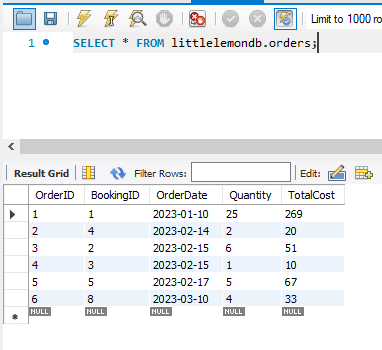 Limit to 1000 ro
1 SELECT * FROM littlelemondb.orders;
Result Grid Filter Rows: Edit:
OrderID BookingID OrderDate Quantity TotalCost
1 1 2023-01-10 25 269
2 4 2023-02-14 2 20
3 2 2023-02-15 6 51
4 3 2023-02-15 1 10
5 5 2023-02-17 5 67
6 8 2023-03-10 4 33
NULL NULL NULL NULL NULL